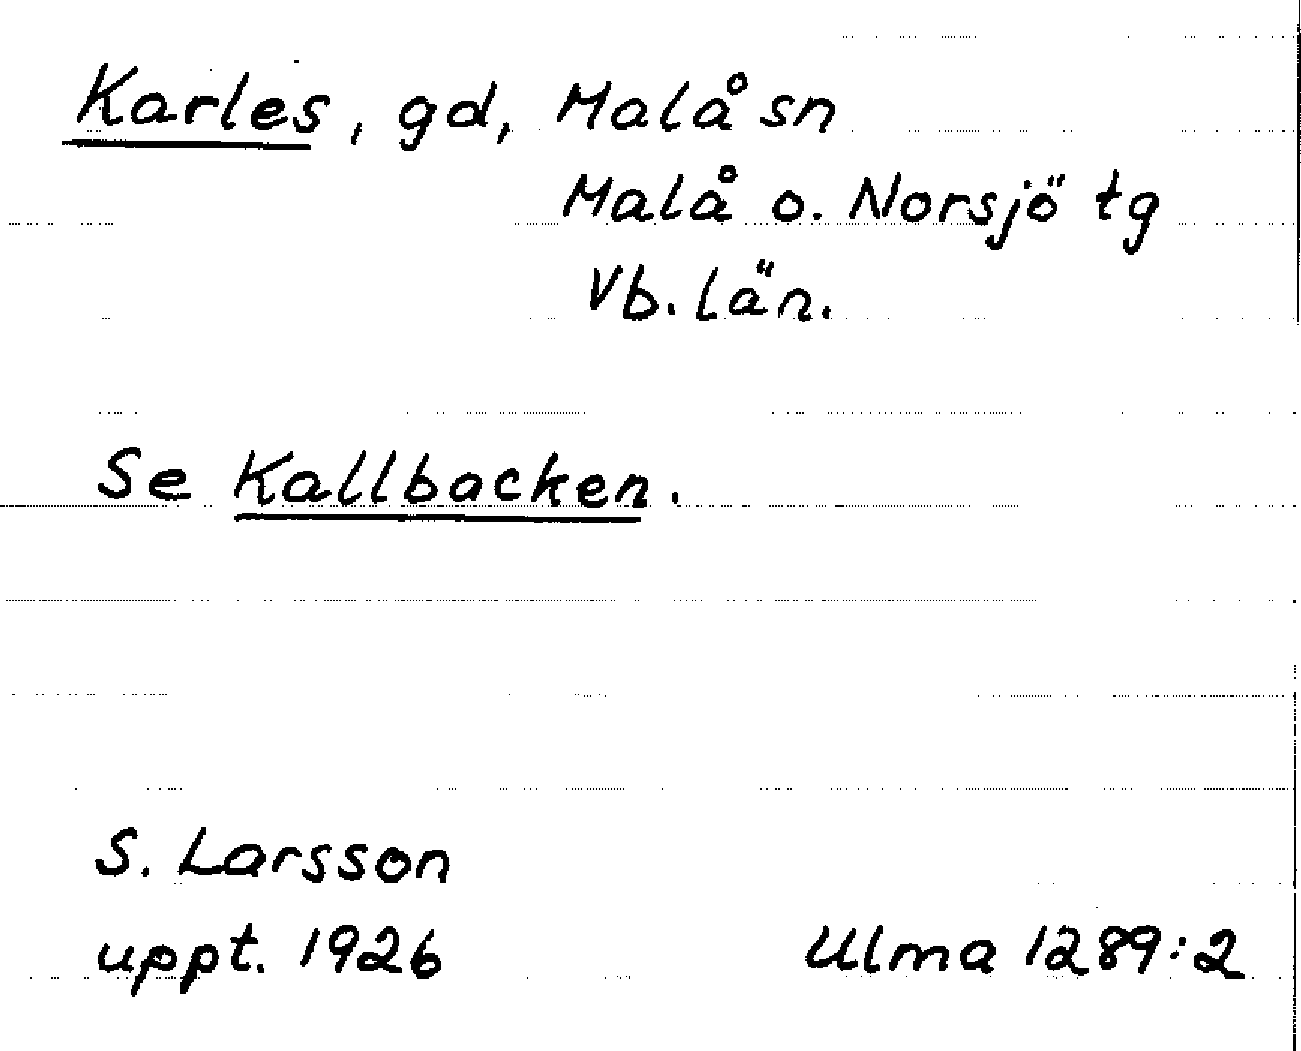 Karles, gd, Malå sn
Malå o. Norsjö tg
Vb. län.
Se Kallbacken.
S. Larsson
uppt. 1926
Ulma 1289:2